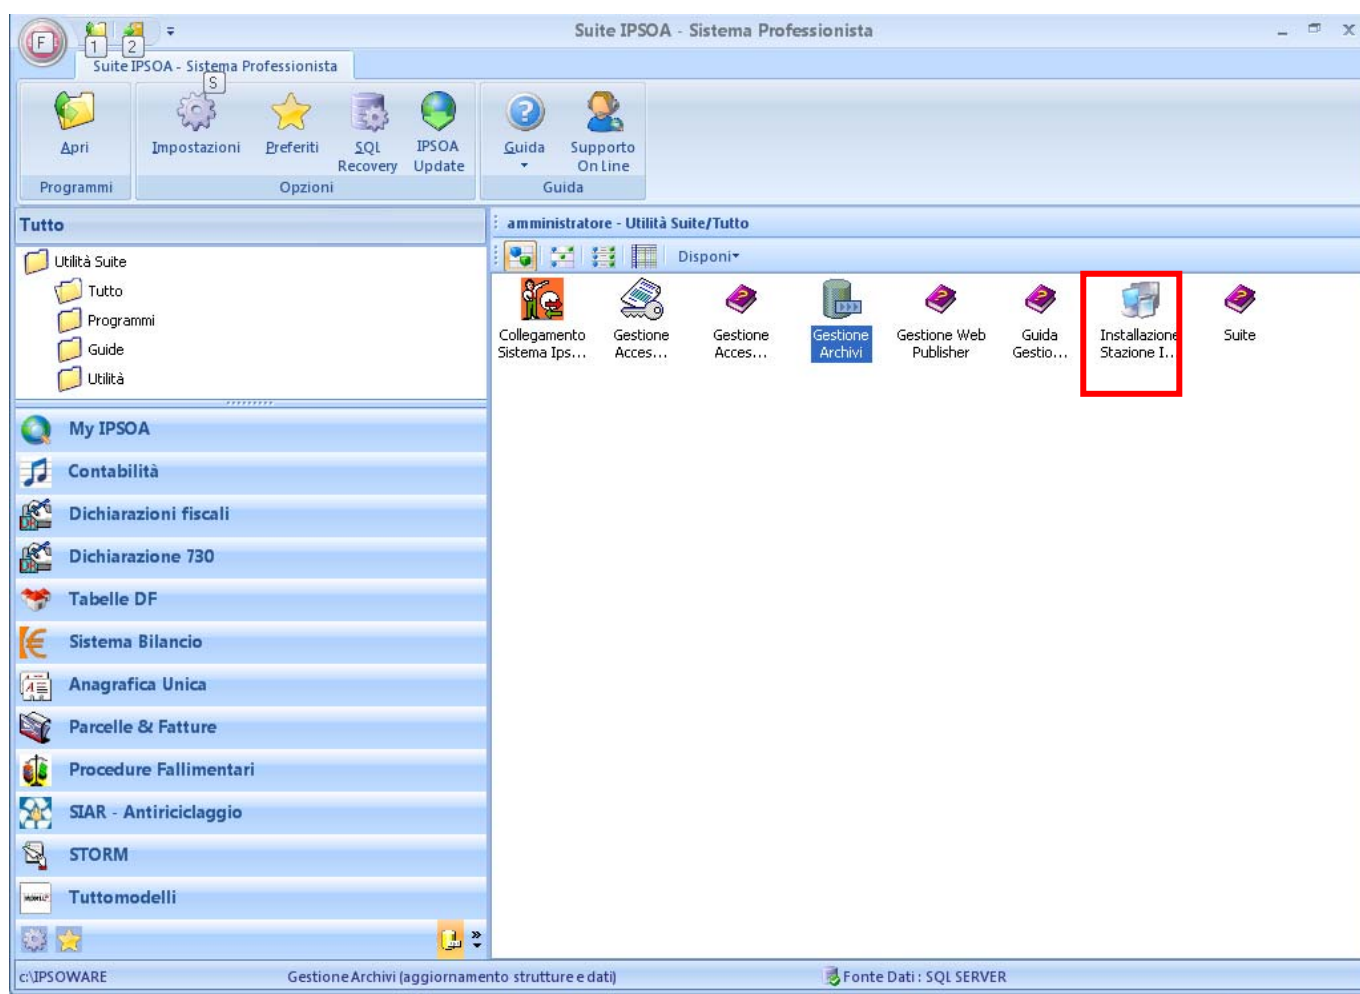 Suite IPSOA - Sistema Professionista
F
1
2
Suite IPSOA - Sistema Professionista
S
Apri
Impostazioni
Preferiti
SQL Recovery
IPSOA Update
Guida
Supporto On Line
Programmi
Opzioni
Guida
Tutto
amministratore - Utilità Suite/Tutto
Disponi
Utilità Suite
Tutto
Programmi
Guide
Utilità
Collegamento Sistema Ips...
Gestione Acces...
Gestione Acces...
Gestione Archivi
Gestione Web Publisher
Guida Gestio...
Installazione Stazione I...
Suite
My IPSOA
Contabilità
Dichiarazioni fiscali
Dichiarazione 730
Tabelle DF
Sistema Bilancio
Anagrafica Unica
Parcelle & Fatture
Procedure Fallimentari
SIAR - Antiriciclaggio
STORM
Tuttomodelli
c:\IPSOWARE
Gestione Archivi (aggiornamento strutture e dati)
Fonte Dati : SQL SERVER